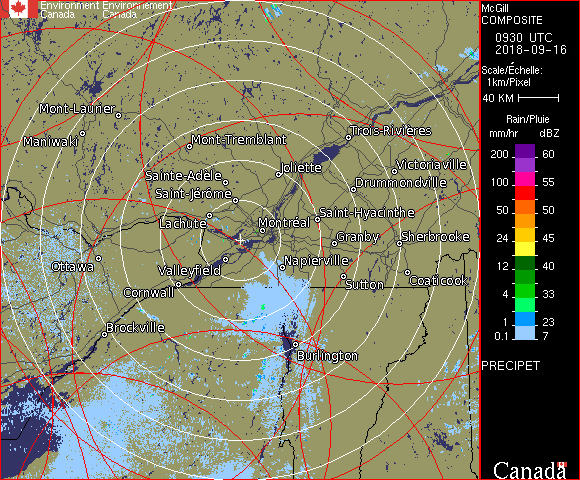 Environment Environnement
Canada Canada
McGill
COMPOSITE
0930 UTC
2018-09-16
Scale/Échelle:
1km/Pixel
40 KM
Rain/Pluie
mm/hr dBZ
200 60
100 55
50 50
24 45
12 40
4 33
1 28
0.1 7
1 23
PRECIPET
Canada
Mont-Laurier
Maniwaki
Mont-Tremblant
Trois-Rivières
Joliette
Victoriaville
Sainte-Adèle
Drummondville
Saint-Jérôme
Lachute
Saint-Hyacinthe
Montréal
Granby
Sherbrooke
Ottawa
Valleyfield
Napierville
Cornwall
Sutton
Coaticook
Brockville
Burlington